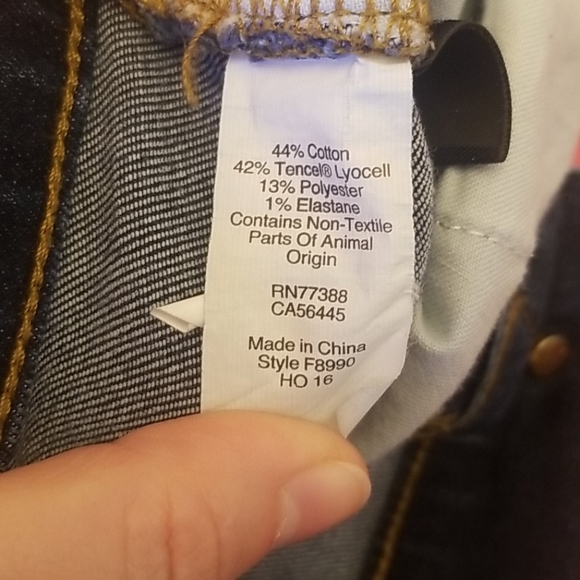 44% Cotton
42% Tencel® Lyocell
13% Polyester
1% Elastane
Contains Non-Textile
Parts Of Animal
Origin
RN77388
CA56445
Made in China
Style F8990
HO 16